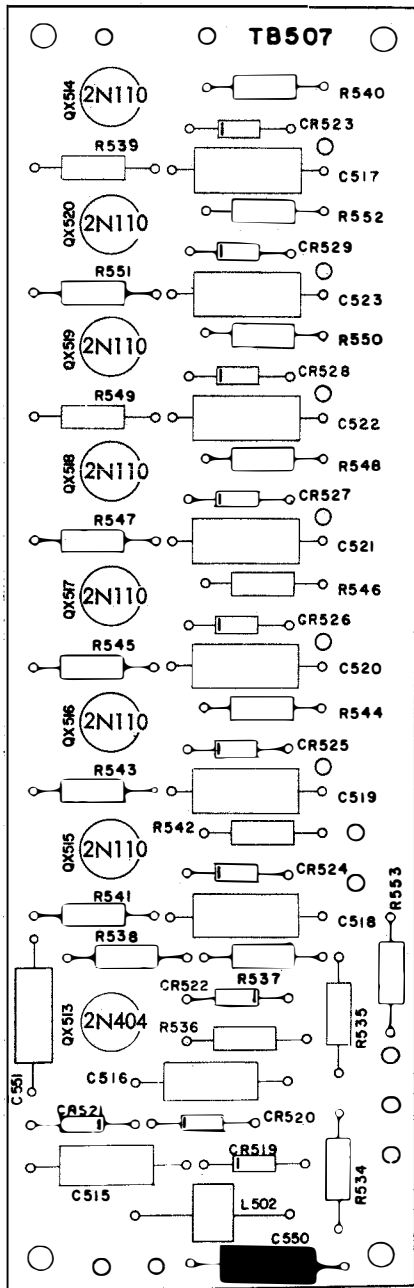 TB507
QX514
2N110
R540
CR523
R539
C517
QX520
2N110
R552
CR529
R551
C523
QX519
2N110
R550
CR528
R549
C522
QX518
2N110
R548
CR527
R547
C521
QX517
2N110
R546
CR526
R545
C520
QX516
2N110
R544
CR525
R543
C519
R542
QX515
2N110
CR524
R553
R541
C518
R538
R537
CR522
QX513
2N404
R536
R535
C551
C516
CR521
CR520
CR519
R534
C515
L502
C550